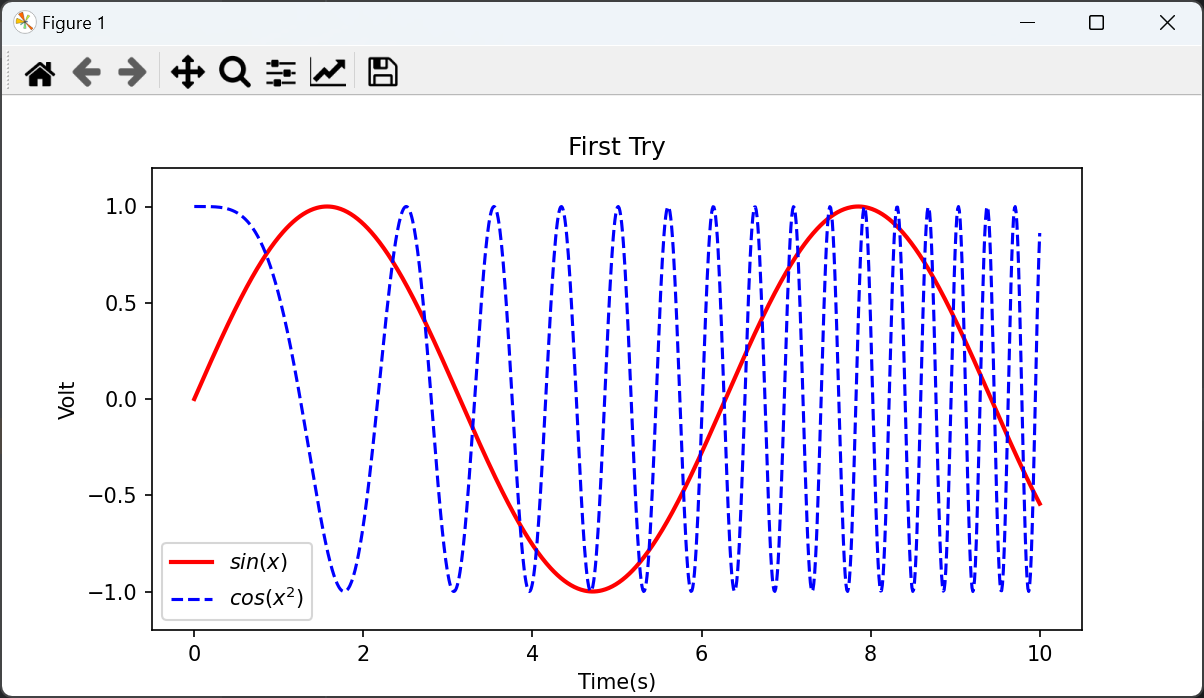 Figure 1
First Try
1.0
0.5
0.0
−0.5
−1.0
Volt
sin(x)
cos(x²)
0 2 4 6 8 10
Time(s)